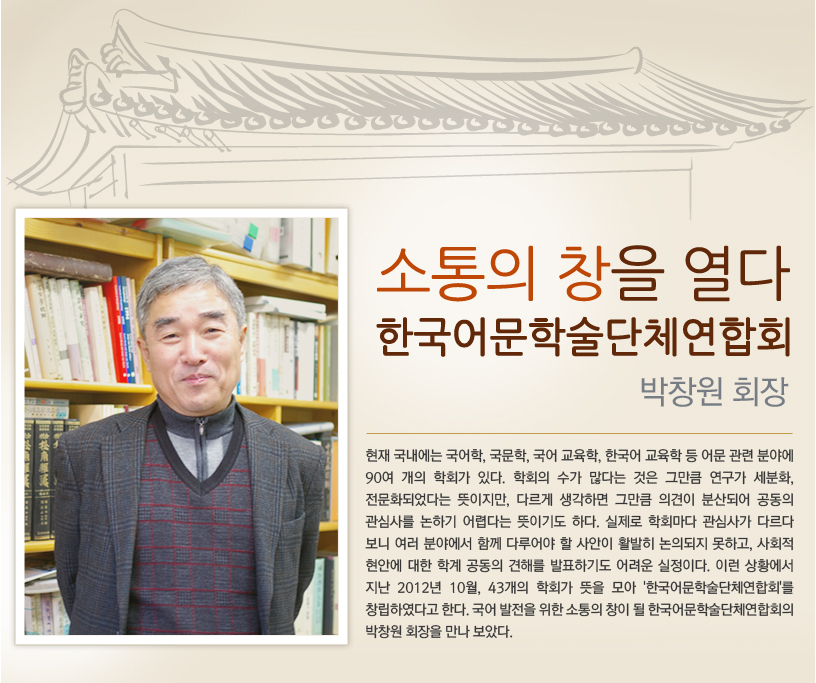 소통의 창을 열다
한국어문학술단체연합회
박창원 회장
현재 국내에는 국어학, 국문학, 국어 교육학, 한국어 교육학 등 어문 관련 분야에
90여 개의 학회가 있다. 학회의 수가 많다는 것은 그만큼 연구가 세분화,
전문화되었다는 뜻이지만, 다르게 생각하면 그만큼 의견이 분산되어 공동의
관심사를 논하기 어렵다는 뜻이기도 하다. 실제로 학회마다 관심사가 다르다
보니 여러 분야에서 함께 다루어야 할 사안이 활발히 논의되지 못하고, 사회적
현안에 대한 학계 공동의 견해를 발표하기도 어려운 실정이다. 이런 상황에서
지난 2012년 10월, 43개의 학회가 뜻을 모아 '한국어문학술단체연합회'를
창립하였다고 한다. 국어 발전을 위한 소통의 창이 될 한국어문학술단체연합회의
박창원 회장을 만나 보았다.